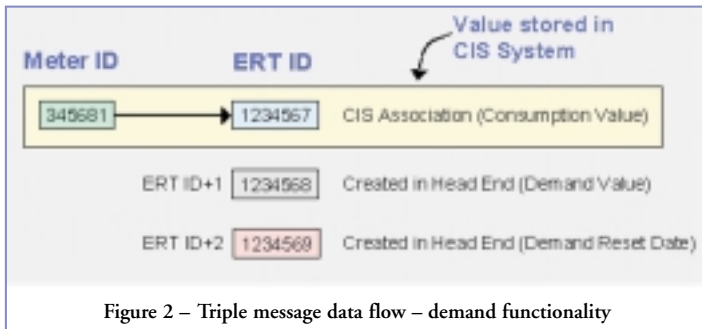 Value stored in
CIS System
Meter ID
ERT ID
345681
1234567
CIS Association (Consumption Value)
ERT ID+1
1234568
Created in Head End (Demand Value)
ERT ID+2
1234569
Created in Head End (Demand Reset Date)
Figure 2 – Triple message data flow – demand functionality